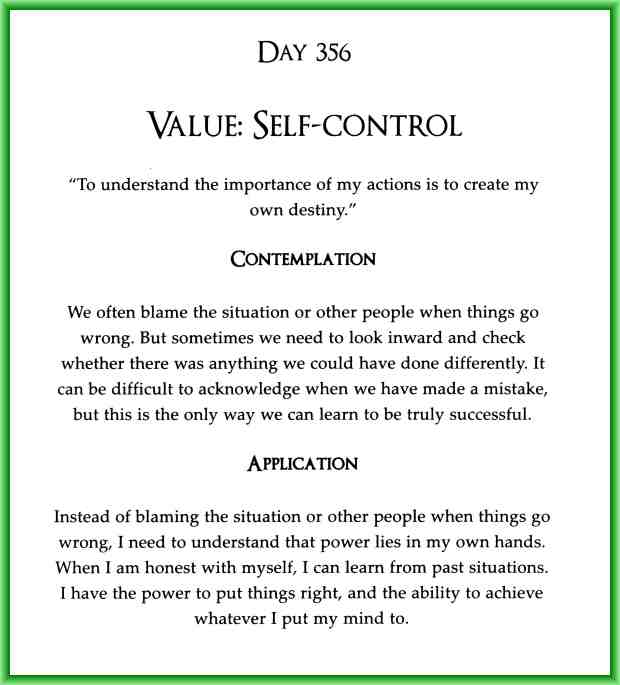 DAY 356
VALUE: SELF-CONTROL
“To understand the importance of my actions is to create my
own destiny.”
CONTEMPLATION
We often blame the situation or other people when things go
wrong. But sometimes we need to look inward and check
whether there was anything we could have done differently. It
can be difficult to acknowledge when we have made a mistake,
but this is the only way we can learn to be truly successful.
APPLICATION
Instead of blaming the situation or other people when things go
wrong, I need to understand that power lies in my own hands.
When I am honest with myself, I can learn from past situations.
I have the power to put things right, and the ability to achieve
whatever I put my mind to.